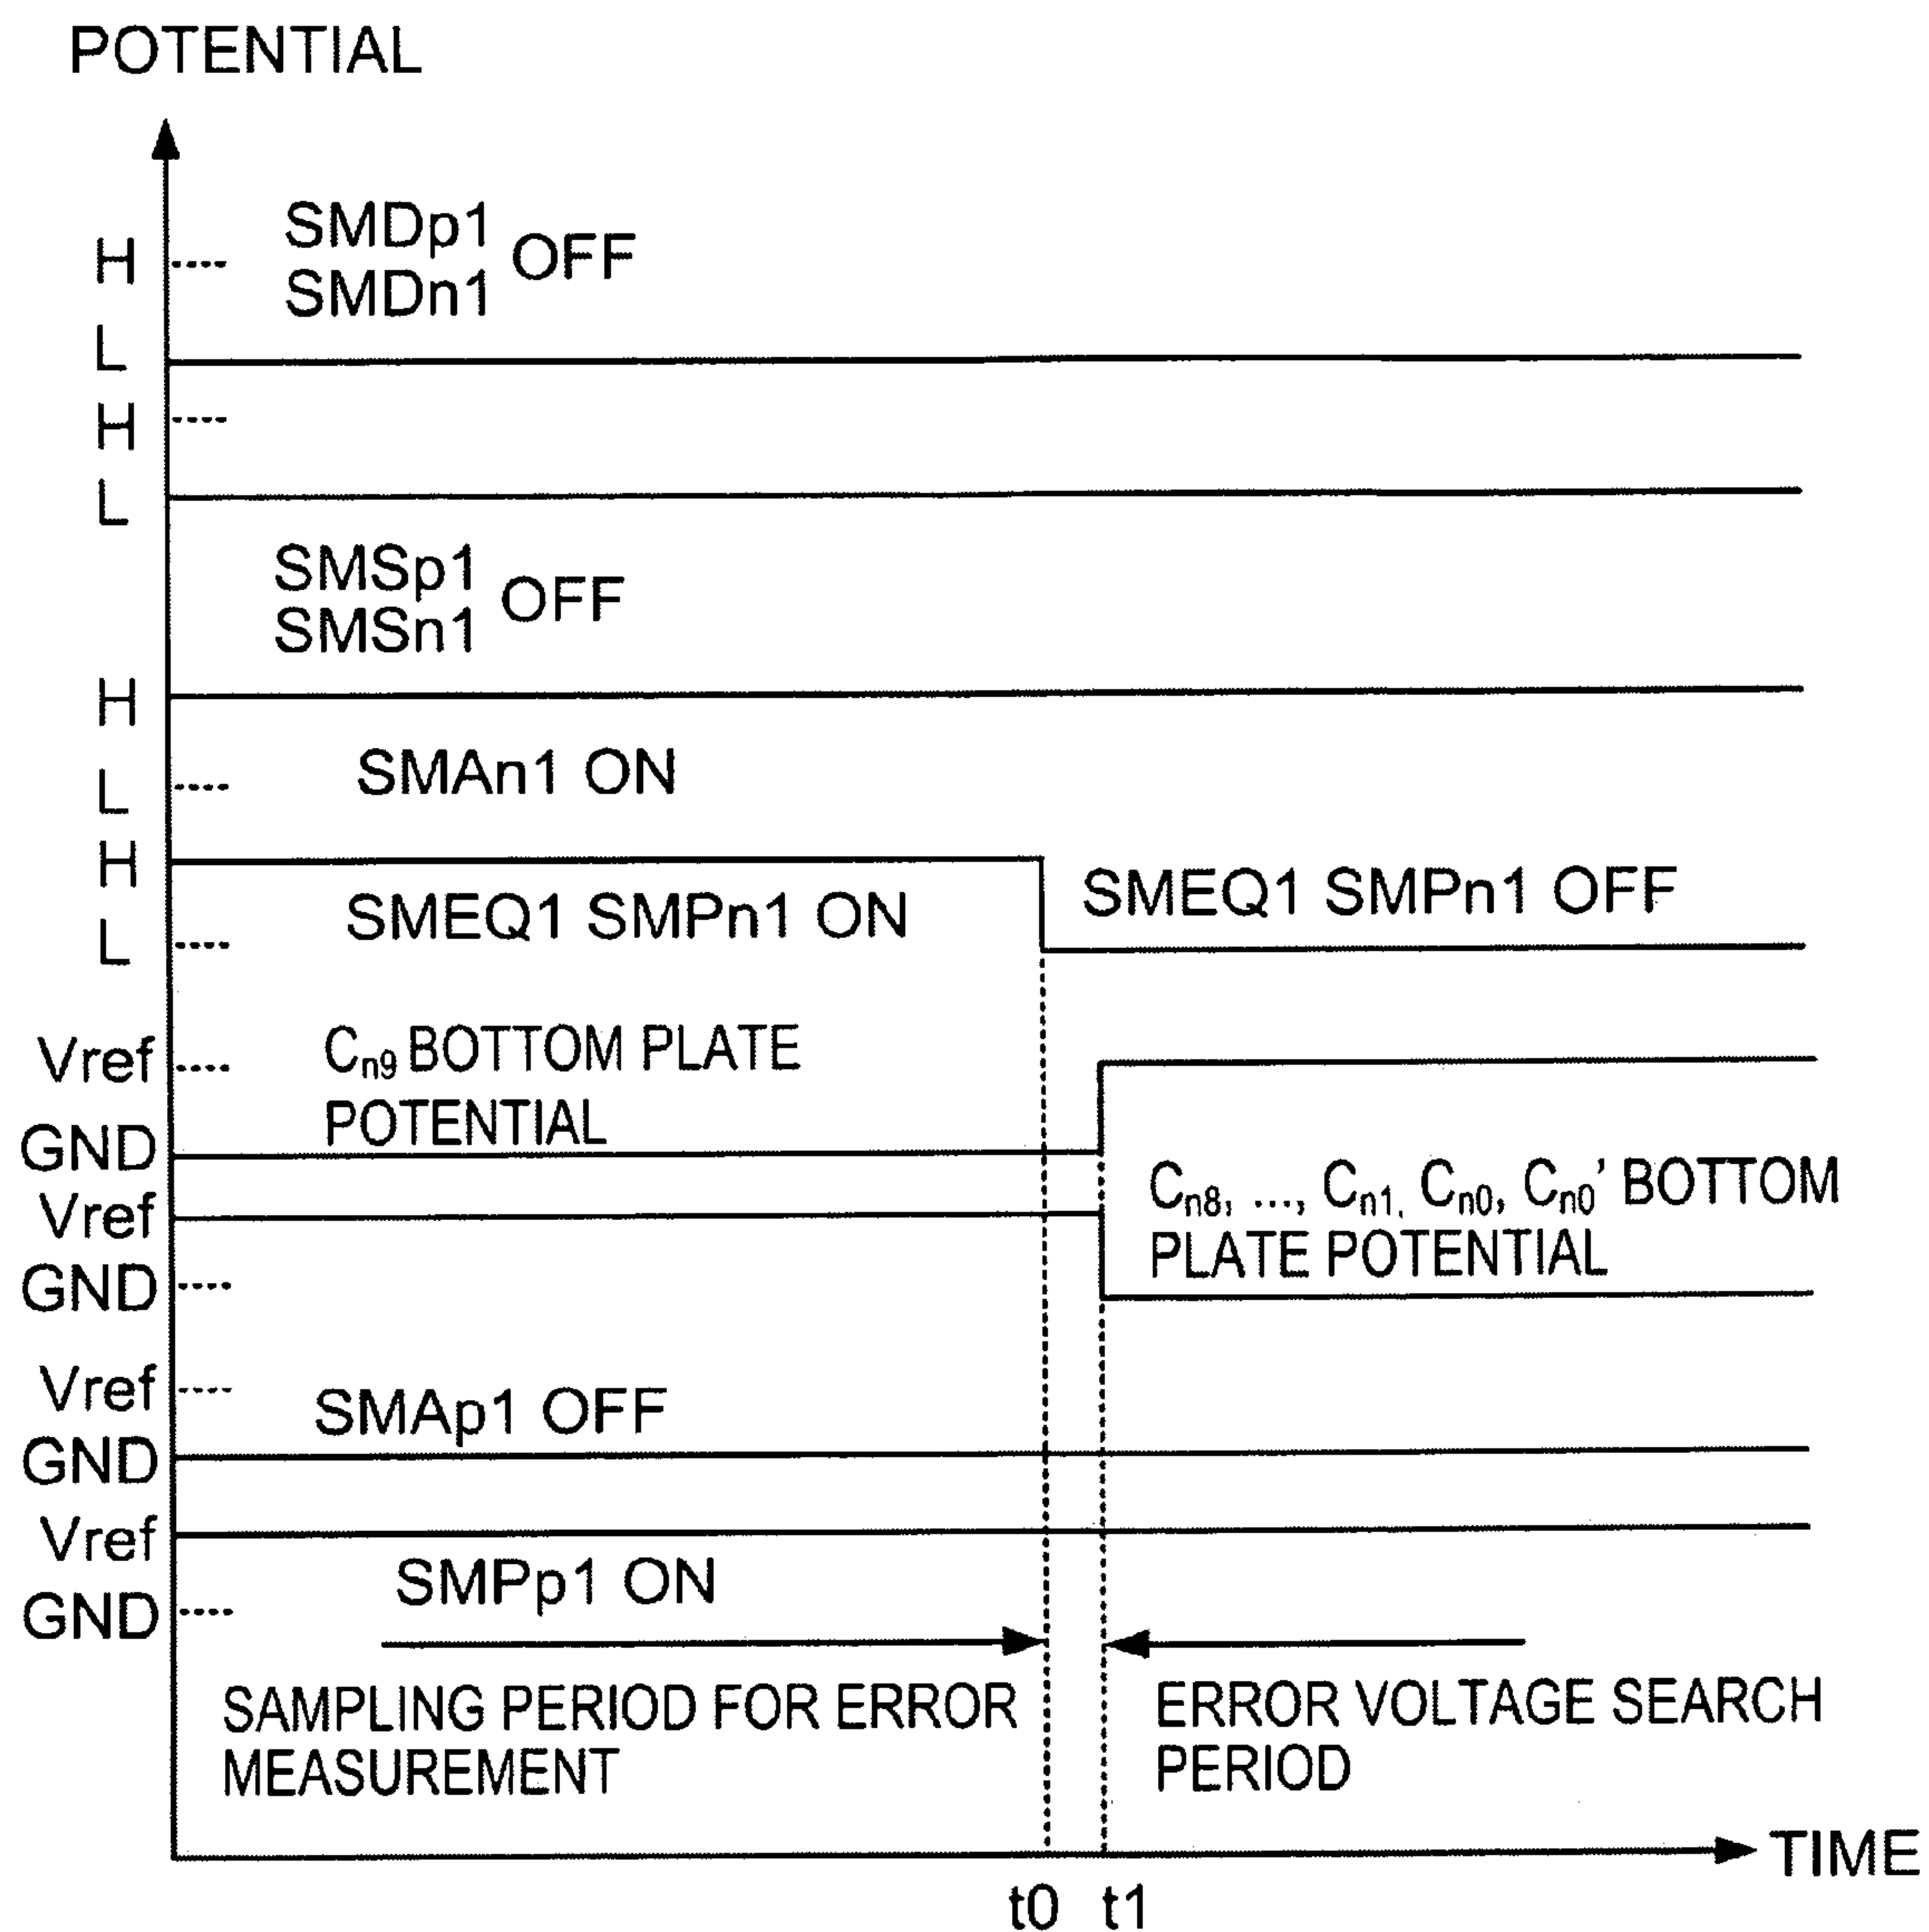 POTENTIAL
H
SMDp1
SMDn1
OFF
L
H
L
SMSp1
SMSn1
OFF
H
SMAn1 ON
L
H
SMEQ1 SMPn1 ON
SMEQ1 SMPn1 OFF
L
Vref
Cn9 BOTTOM PLATE
POTENTIAL
GND
Vref
Cn8, ..., Cn1, Cn0, Cn0' BOTTOM
PLATE POTENTIAL
GND
Vref
SMAp1 OFF
GND
Vref
SMPp1 ON
GND
SAMPLING PERIOD FOR ERROR
MEASUREMENT
ERROR VOLTAGE SEARCH
PERIOD
TIME
t0 t1